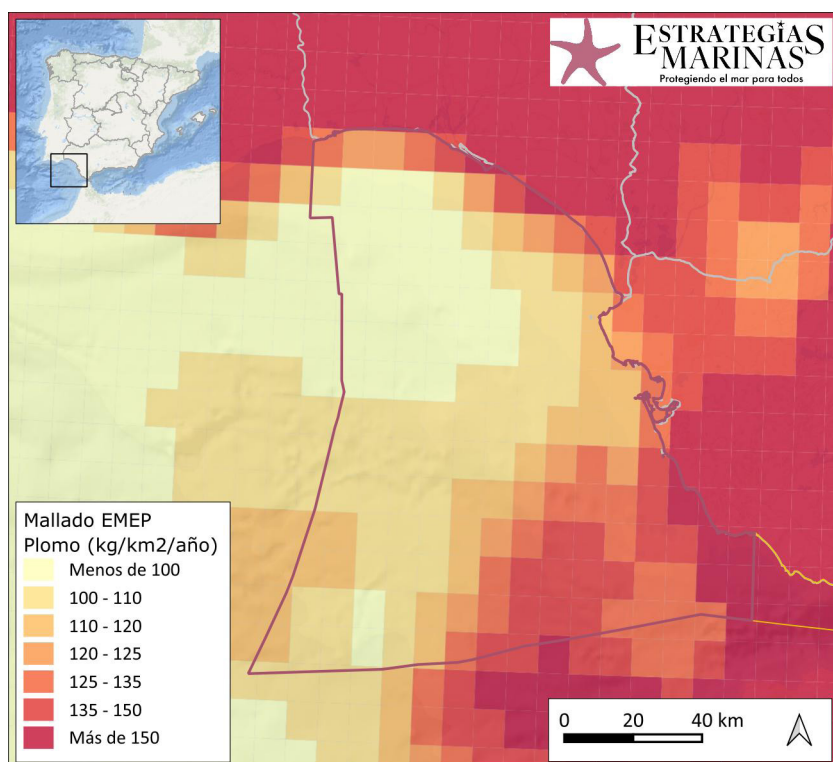 ESTRATEGIAS
MARINAS
Protegiendo el mar para todos
Mallado EMEP
Plomo (kg/km2/año)
Menos de 100
100 - 110
110 - 120
120 - 125
125 - 135
135 - 150
Más de 150
0 20 40 km